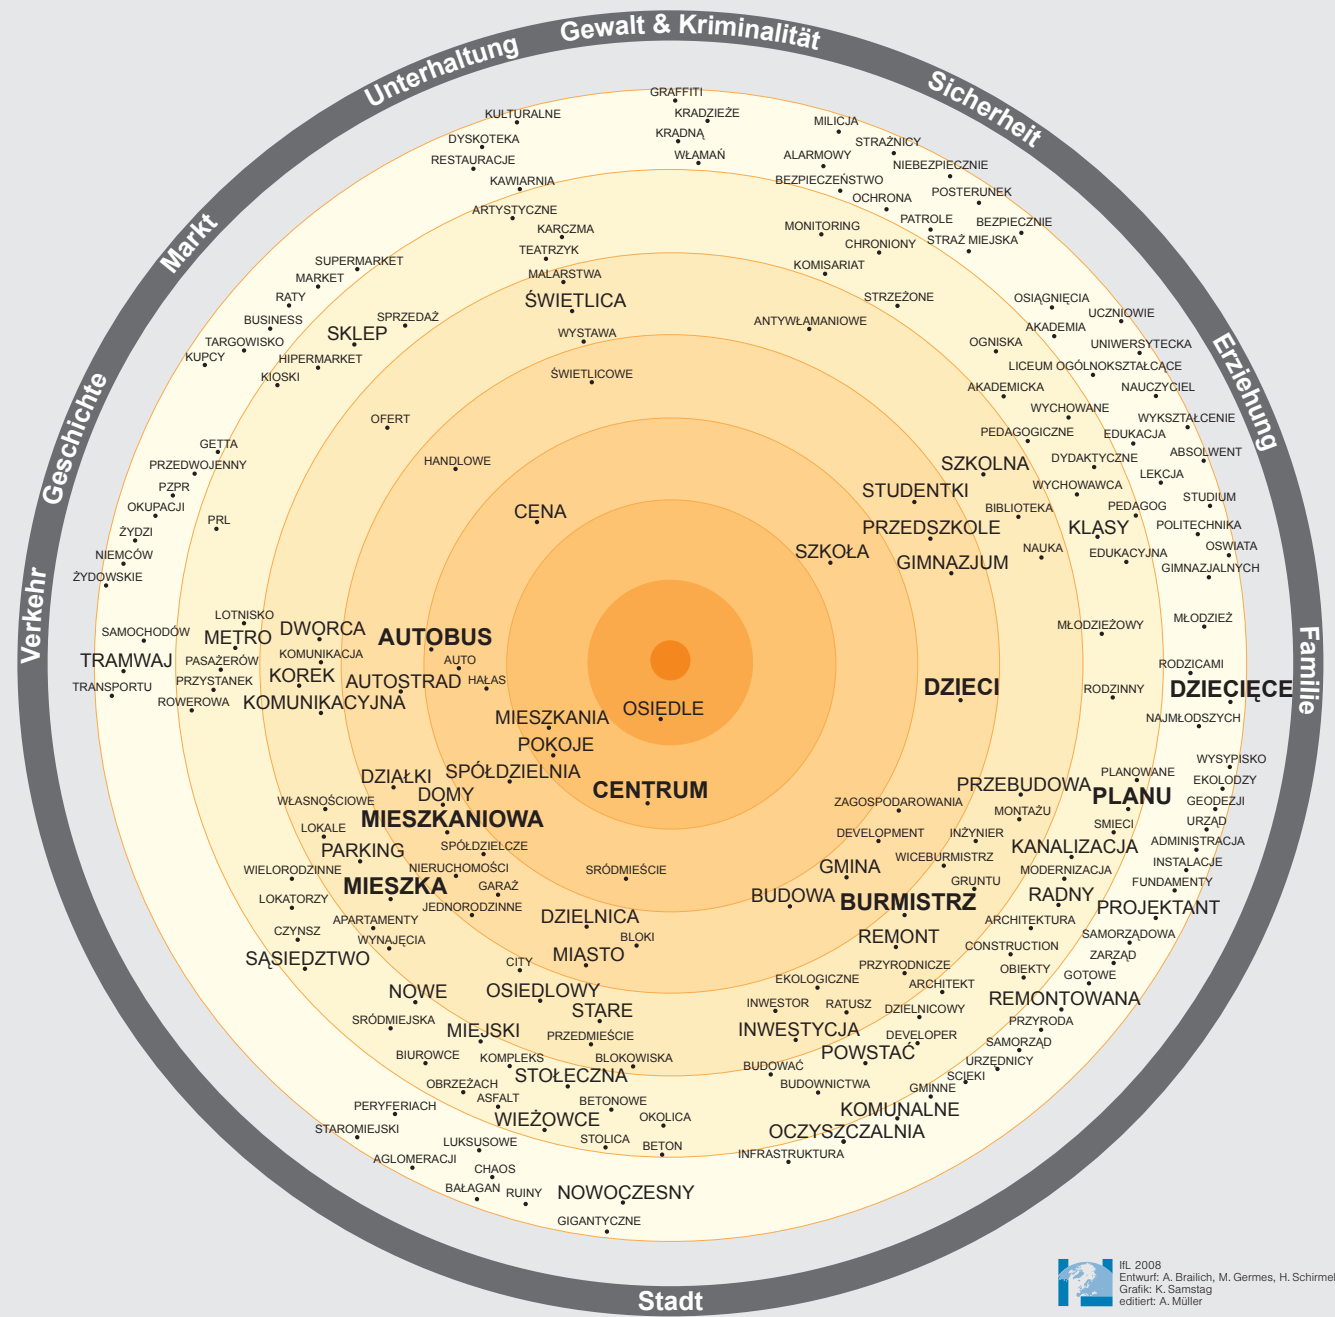 Gewalt & Kriminalität
Unterhaltung
Sicherheit
Markt
Erziehung
Geschichte
Verkehr
Familie
Stadt
GRAFFITI
KRADZIEŻE
KRADNĄ
WŁAMAŃ
KULTURALNE
DYSKOTEKA
RESTAURACJE
KAWIARNIA
ARTYSTYCZNE
KARCZMA
TEATRZYK
MALARSTWA
ŚWIETLICA
WYSTAWA
ŚWIETLICOWE
MILICJA
STRAŻNICY
ALARMOWY
NIEBEZPIECZNIE
BEZPIECZEŃSTWO
POSTERUNEK
OCHRONA
PATROLE
BEZPIECZNIE
MONITORING
STRAŻ MIEJSKA
CHRONIONY
KOMISARIAT
STRZEŻONE
ANTYWŁAMANIOWE
SUPERMARKET
MARKET
RATY
BUSINESS
SPRZEDAŻ
SKLEP
TARGOWISKO
KUPCY
HIPERMARKET
KIOSKI
OFERT
HANDLOWE
CENA
OSIĄGNIĘCIA
UCZNIOWIE
AKADEMIA
OGNISKA
UNIWERSYTECKA
LICEUM OGÓLNOKSZTAŁCĄCE
AKADEMICKA
NAUCZYCIEL
WYCHOWANE
WYKSZTAŁCENIE
PEDAGOGICZNE
EDUKACJA
ABSOLWENT
SZKOLNA
DYDAKTYCZNE
LEKCJA
STUDENTKI
WYCHOWAWCA
STUDIUM
BIBLIOTEKA
PEDAGOG
PRZEDSZKOLE
KLASY
POLITECHNIKA
SZKOŁA
GIMNAZJUM
NAUKA
EDUKACYJNA
OSWIATA
GIMNAZJALNYCH
GETTA
PRZEDWOJENNY
PZPR
OKUPACJI
PRL
ŻYDZI
NIEMCÓW
ŻYDOWSKIE
LOTNISKO
SAMOCHODÓW
METRO
DWORCA
AUTOBUS
TRAMWAJ
PASAŻERÓW
KOMUNIKACJA
AUTO
PRZYSTANEK
KOREK
AUTOSTRAD
HAŁAS
TRANSPORTU
ROWEROWA
KOMUNIKACYJNA
MŁODZIEŻ
MŁODZIEŻOWY
RODZICAMI
DZIECI
RODZINNY
DZIECIĘCE
NAJMŁODSZYCH
OSIEDLE
MIESZKANIA
POKOJE
SPÓŁDZIELNIA
DZIAŁKI
DOMY
CENTRUM
WŁASNOŚCIOWE
MIESZKANIOWA
LOKALE
PARKING
SPÓŁDZIELCZE
WIELORODZINNE
NIERUCHOMOŚCI
MIESZKA
GARAŻ
LOKATORZY
JEDNORODZINNE
APARTAMENTY
CZYNSZ
WYNAJĘCIA
SĄSIEDZTWO
SRÓDMIEŚCIE
DZIELNICA
BLOKI
MIASTO
CITY
OSIEDLOWY
NOWE
STARE
SRÓDMIEJSKA
MIEJSKI
PRZEDMIEŚCIE
BIUROWCE
KOMPLEKS
BLOKOWISKA
STOŁECZNA
OBRZEŻACH
ASFALT
BETONOWE
PERYFERIACH
WIEŻOWCE
OKOLICA
STAROMIEJSKI
LUKSUSOWE
STOLICA
BETON
AGLOMERACJI
CHAOS
BAŁAGAN
RUINY
NOWOCZESNY
GIGANTYCZNE
WYSYPISKO
PLANOWANE
EKOLODZY
PRZEBUDOWA
PLANU
GEODEZJI
ZAGOSPODAROWANIA
MONTAŻU
SMIECI
URZĄD
DEVELOPMENT
INŻYNIER
KANALIZACJA
ADMINISTRACJA
GMINA
WICEBURMISTRZ
INSTALACJE
GRUNTU
MODERNIZACJA
FUNDAMENTY
BUDOWA
BURMISTRZ
RADNY
PROJEKTANT
ARCHITEKTURA
REMONT
CONSTRUCTION
SAMORZĄDOWA
PRZYRODNICZE
OBIEKTY
ZARZĄD
EKOLOGICZNE
ARCHITEKT
GOTOWE
INWESTOR
RATUSZ
DZIELNICOWY
REMONTOWANA
INWESTYCJA
PRZYRODA
DEVELOPER
POWSTAĆ
SAMORZĄD
BUDOWAĆ
URZĘDNICY
SCIEKI
BUDOWNICTWA
GMINNE
KOMUNALNE
OCZYSZCZALNIA
INFRASTRUKTURA
IfL 2008
Entwurf: A. Brailich, M. Germes, H. Schirmel
Grafik: K. Samstag
editiert: A. Müller